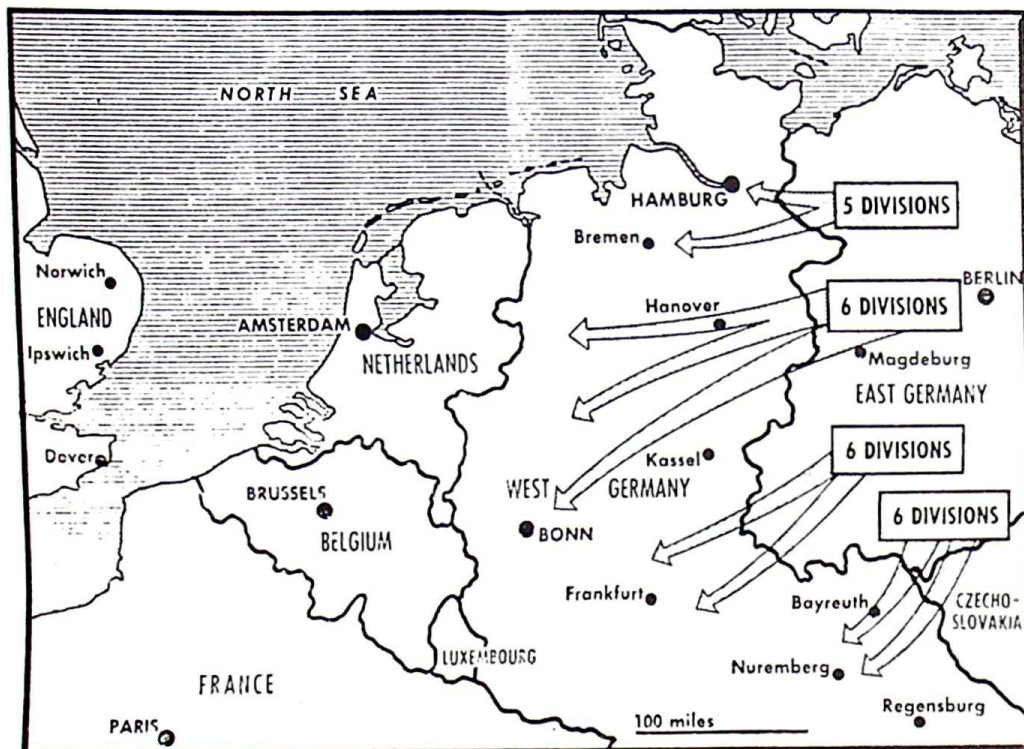 NORTH SEA
HAMBURG
5 DIVISIONS
Bremen
Norwich
BERLIN
ENGLAND
Hanover
6 DIVISIONS
AMSTERDAM
Ipswich
NETHERLANDS
Magdeburg
EAST GERMANY
Dover
Kassel
6 DIVISIONS
BRUSSELS
WEST GERMANY
6 DIVISIONS
BELGIUM
BONN
Frankfurt
Bayreuth
CZECHO-
SLOVAKIA
LUXEMBOURG
Nuremberg
FRANCE
Regensburg
100 miles
PARIS